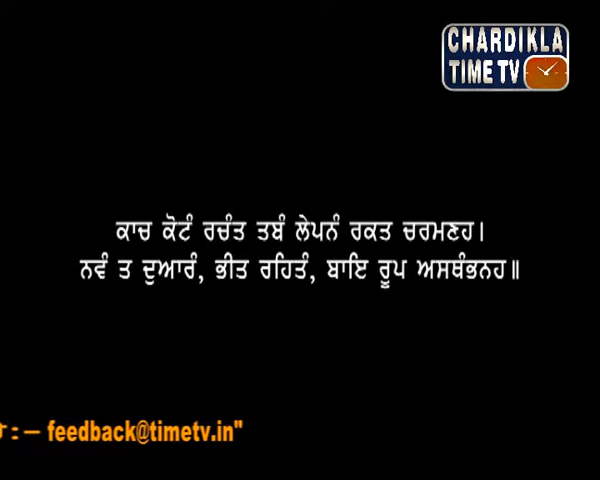 CHARDIKLA
TIME TV
ਕਾਚ ਕੋਟੰ ਰਚੰਤ ਤਬੰ ਲੇਪਨੰ ਰਕਤ ਚਰਮਣਹ।
ਨਵੰ ਤ ਦੁਆਰੰ, ਭੀਤ ਰਹਿਤੰ, ਬਾਇ ਰੂਪ ਅਸਥੰਭਨਹ॥
:– feedback@timetv.in"